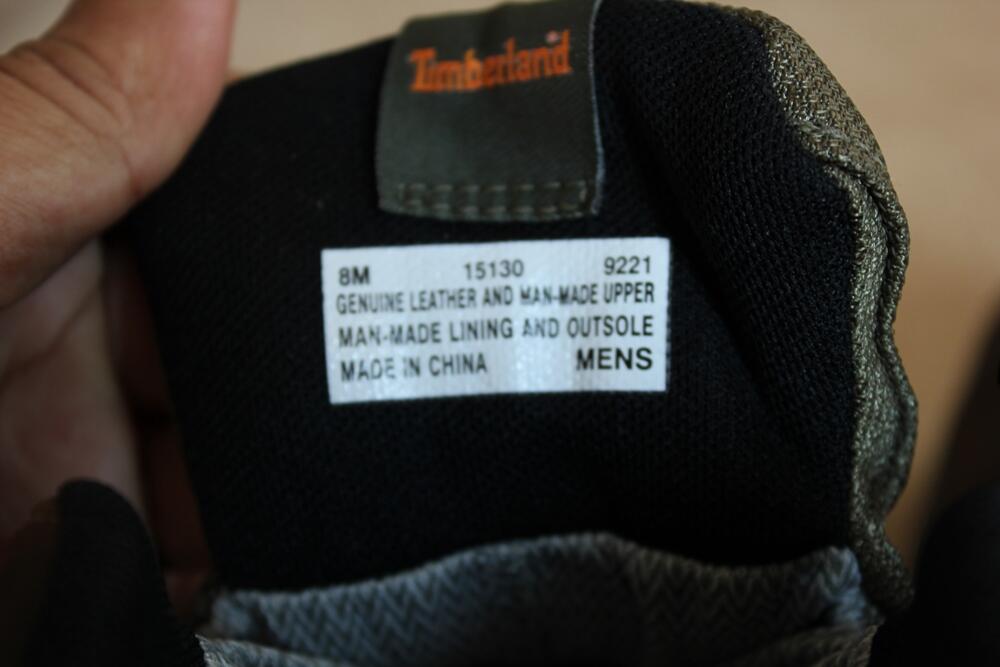 Timberland
8M 15130 9221
GENUINE LEATHER AND MAN-MADE UPPER
MAN-MADE LINING AND OUTSOLE
MADE IN CHINA MENS